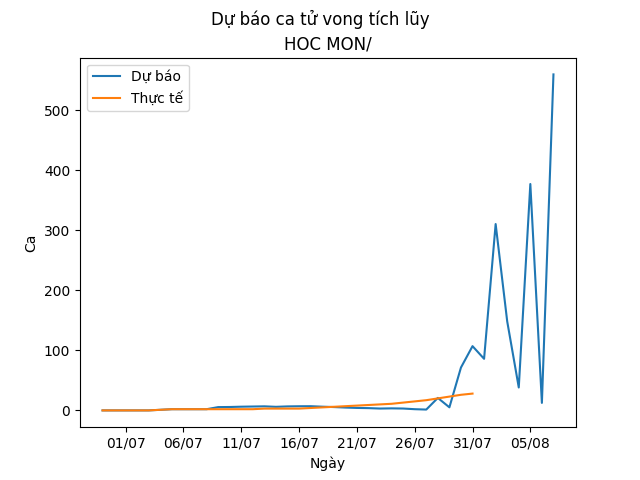 Dự báo ca tử vong tích lũy
HOC MON/
Dự báo
Thực tế
Ca
500
400
300
200
100
0
01/07 06/07 11/07 16/07 21/07 26/07 31/07 05/08
Ngày